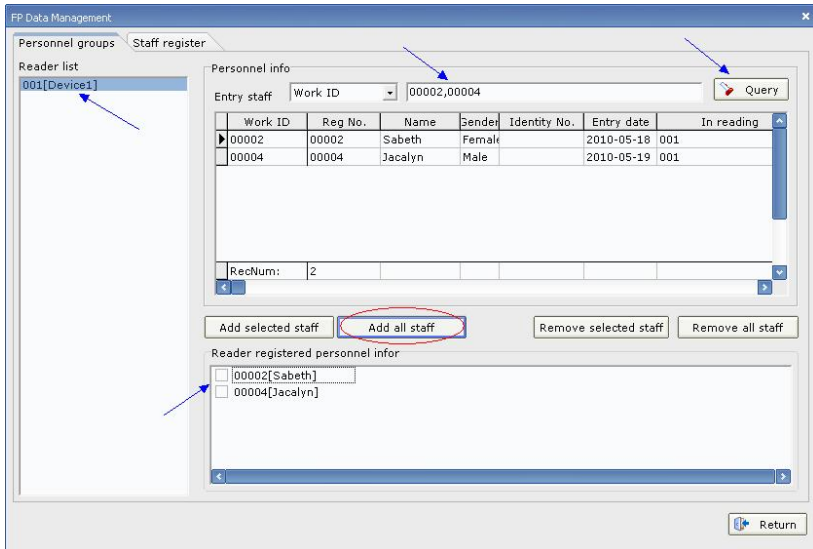 FP Data Management
Personnel groups Staff register
Reader list
001[Device1]
Personnel info
Entry staff Work ID 00002,00004 Query
Work ID Reg No. Name Gender Identity No. Entry date In reading
00002 00002 Sabeth Female 2010-05-18 001
00004 00004 Jacalyn Male 2010-05-19 001
RecNum: 2
Add selected staff Add all staff Remove selected staff Remove all staff
Reader registered personnel infor
00002[Sabeth]
00004[Jacalyn]
Return